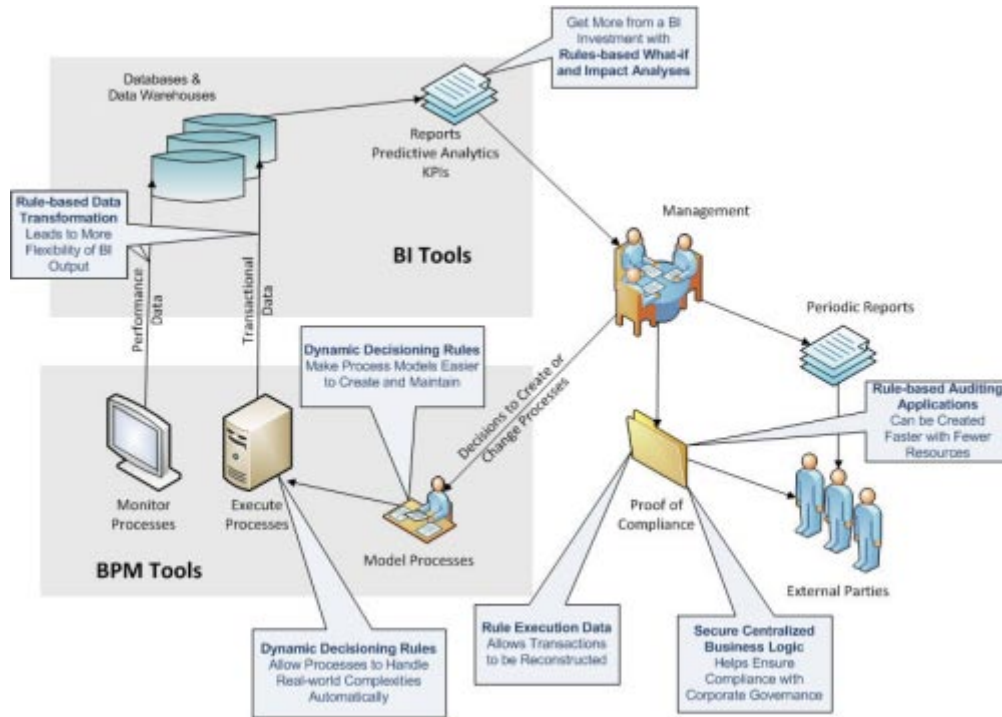 Get More from a BI
Investment with
Rules-based What-if
and Impact Analyses
Databases &
Data Warehouses
Reports
Predictive Analytics
KPIs
Rule-based Data
Transformation
Leads to More
Flexibility of BI
Output
BI Tools
Management
Performance
Data
Transactional
Data
Periodic Reports
Dynamic Decisioning Rules
Make Process Models Easier
to Create and Maintain
Decisions to Create or
Change Processes
Rule-based Auditing
Applications
Can be Created
Faster with Fewer
Resources
Monitor
Processes
Execute
Processes
Model Processes
Proof of
Compliance
BPM Tools
External Parties
Dynamic Decisioning Rules
Allow Processes to Handle
Real-world Complexities
Automatically
Rule Execution Data
Allows Transactions
to be Reconstructed
Secure Centralized
Business Logic
Helps Ensure
Compliance with
Corporate Governance